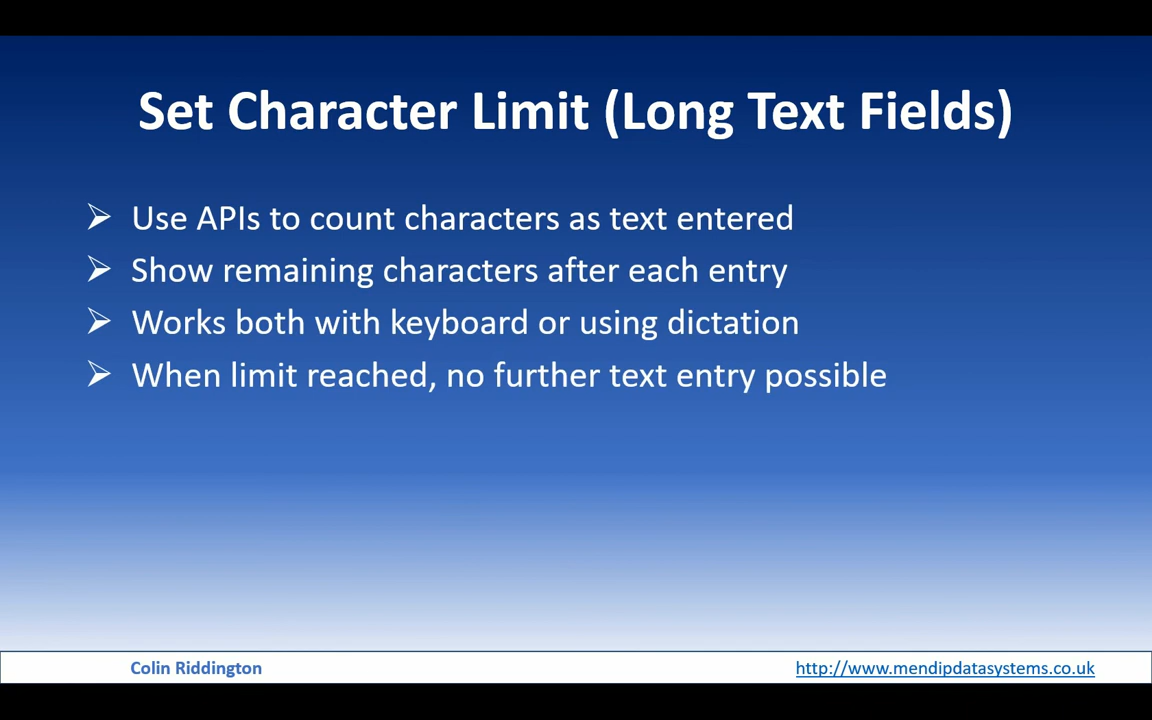 Set Character Limit (Long Text Fields)
Use APIs to count characters as text entered
Show remaining characters after each entry
Works both with keyboard or using dictation
When limit reached, no further text entry possible
Colin Riddington
http://www.mendipdatasystems.co.uk